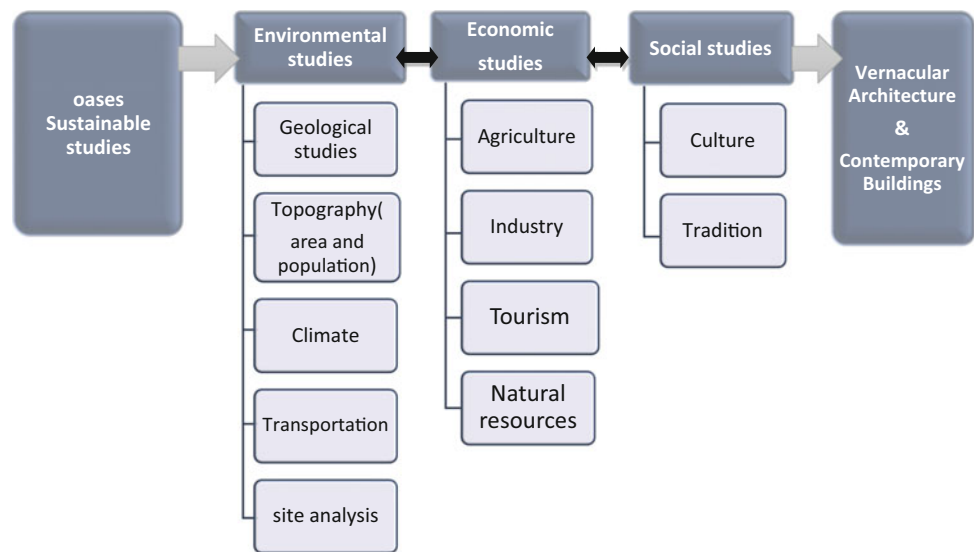 oases
Sustainable
studies
Environmental
studies
Geological
studies
Topography(
area and
population)
Climate
Transportation
site analysis
Economic
studies
Agriculture
Industry
Tourism
Natural
resources
Social studies
Culture
Tradition
Vernacular
Architecture
&
Contemporary
Buildings